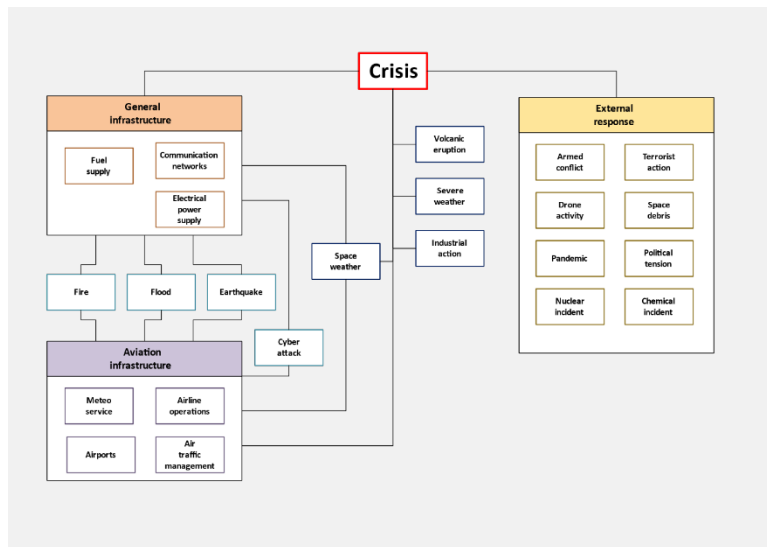 Crisis
General
infrastructure
Fuel
supply
Communication
networks
Electrical
power
supply
Fire
Flood
Earthquake
Aviation
infrastructure
Meteo
service
Airline
operations
Airports
Air
traffic
management
Cyber
attack
Space
weather
Volcanic
eruption
Severe
weather
Industrial
action
External
response
Armed
conflict
Terrorist
action
Drone
activity
Space
debris
Pandemic
Political
tension
Nuclear
incident
Chemical
incident